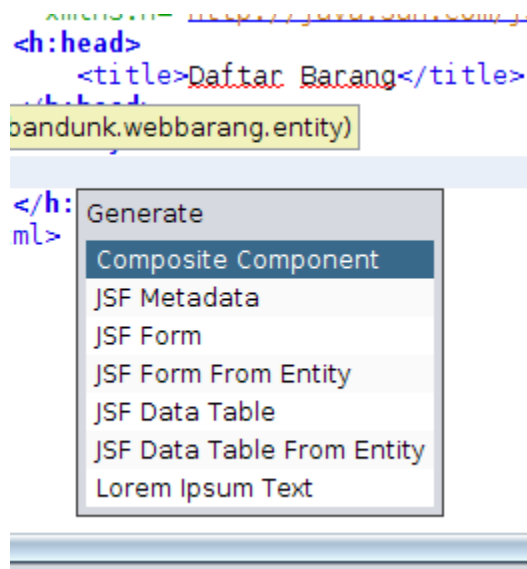 <h:head>
<title>Daftar Barang</title>
bandunk.webbarang.entity)
</h:
ml>
Generate
Composite Component
JSF Metadata
JSF Form
JSF Form From Entity
JSF Data Table
JSF Data Table From Entity
Lorem Ipsum Text